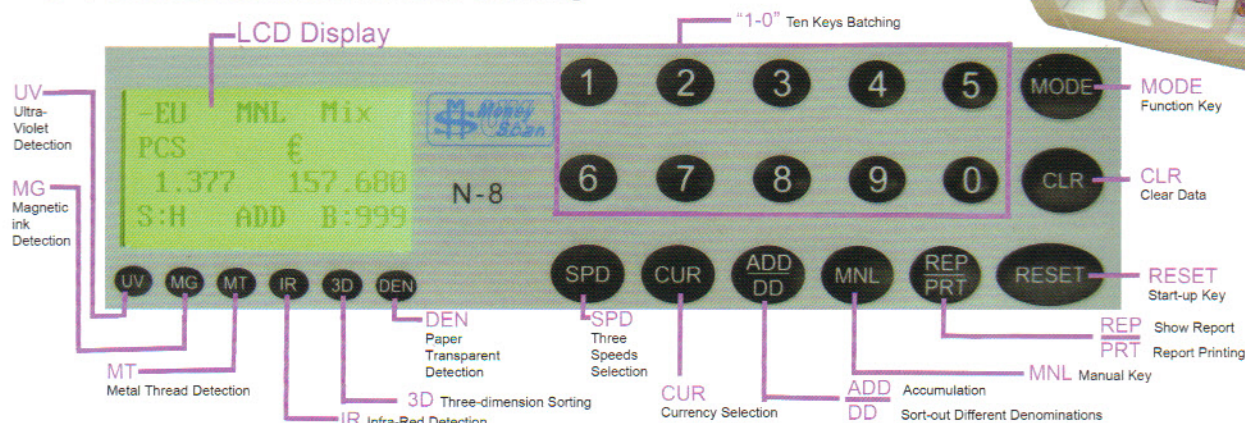 LCD Display
"1-0" Ten Keys Batching
UV
Ultra-
Violet
Detection
MG
Magnetic
ink
Detection
-EU MNL Mix
PCS €
1.377 157.680
S:H ADD B:999
Money
Scan
N-8
1 2 3 4 5
6 7 8 9 0
MODE
CLR
MODE
Function Key
CLR
Clear Data
UV MG MT IR 3D DEN
SPD CUR ADD
DD MNL REP
PRT RESET
RESET
Start-up Key
MT
Metal Thread Detection
IR Infra-Red Detection
3D Three-dimension Sorting
DEN
Paper
Transparent
Detection
SPD
Three
Speeds
Selection
CUR
Currency Selection
ADD Accumulation
DD Sort-out Different Denominations
MNL Manual Key
REP Show Report
PRT Report Printing